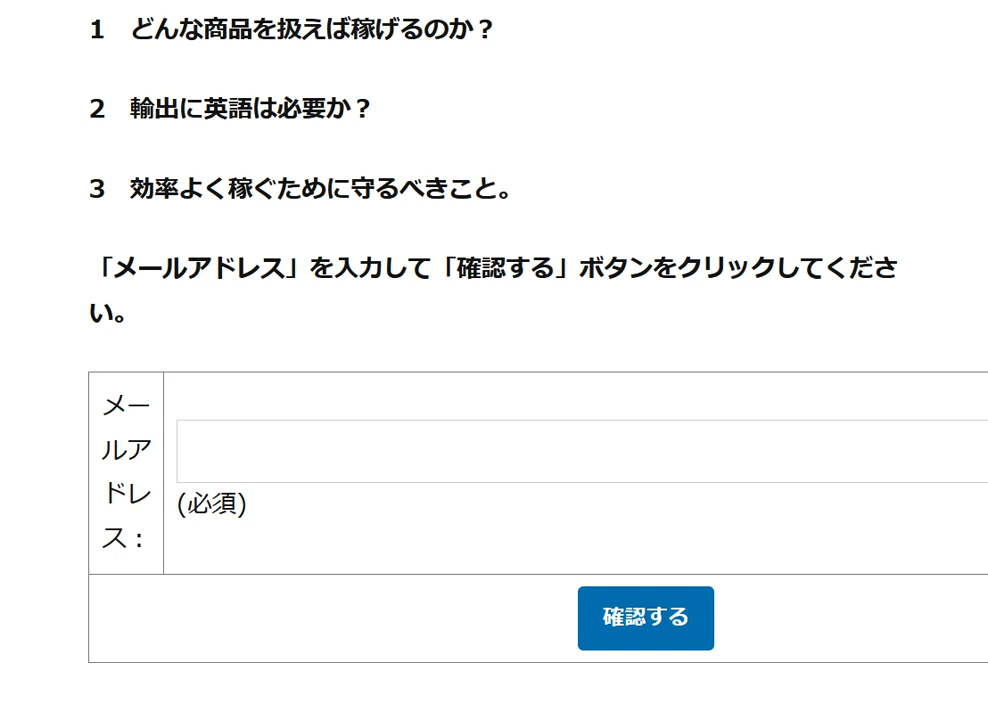 1　どんな商品を扱えば稼げるのか？
2　輸出に英語は必要か？
3　効率よく稼ぐために守るべきこと。
「メールアドレス」を入力して「確認する」ボタンをクリックしてくださ
い。
メー
ルア
ドレ
ス：
(必須)
確認する